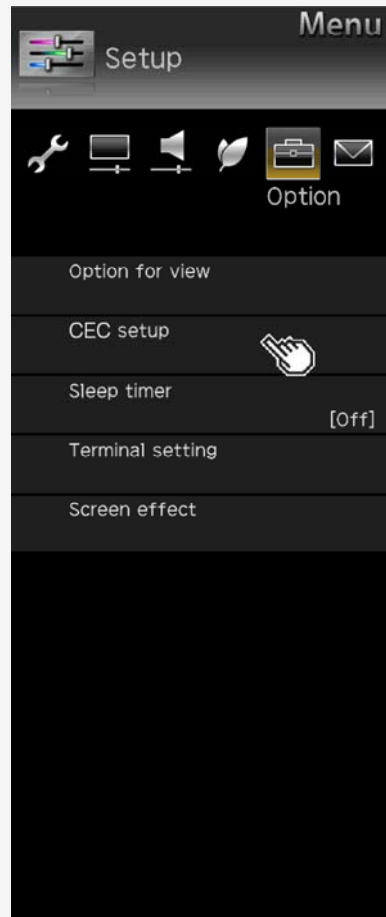 Menu
Setup
Option
Option for view
CEC setup
Sleep timer
[Off]
Terminal setting
Screen effect